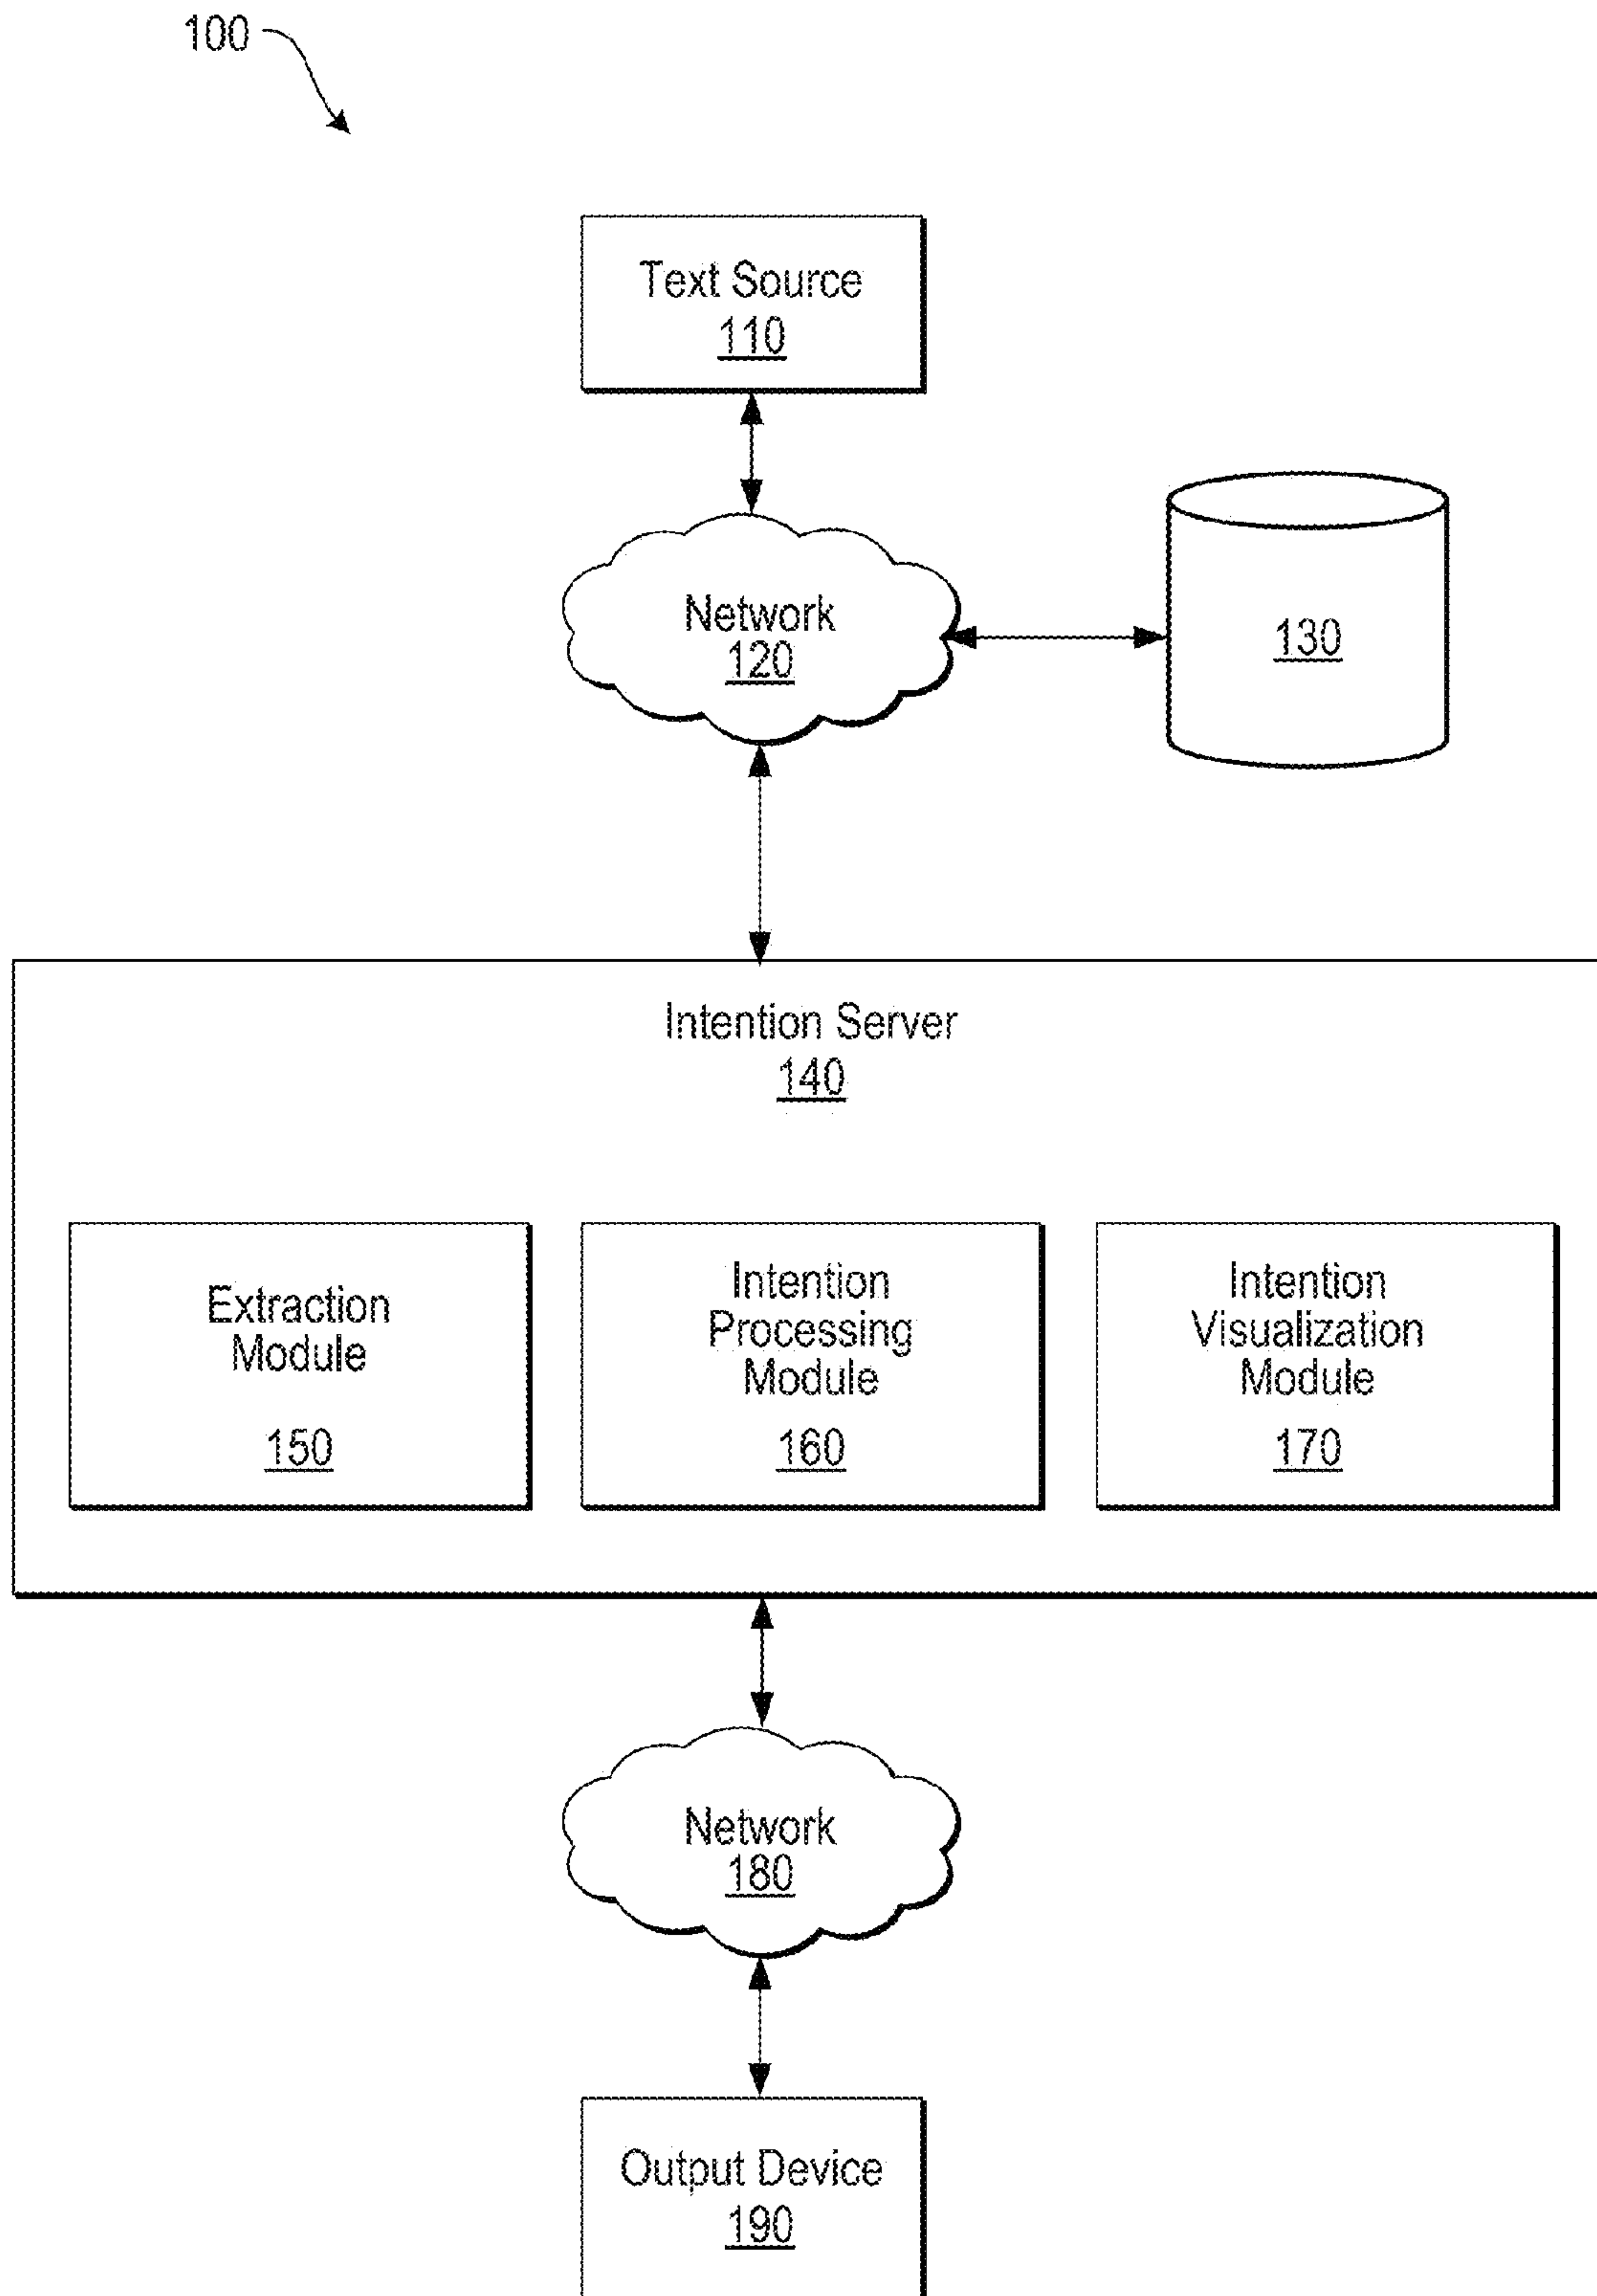 100
Text Source
110
Network
120
130
Intention Server
140
Extraction
Module
150
Intention
Processing
Module
160
Intention
Visualization
Module
170
Network
180
Output Device
190